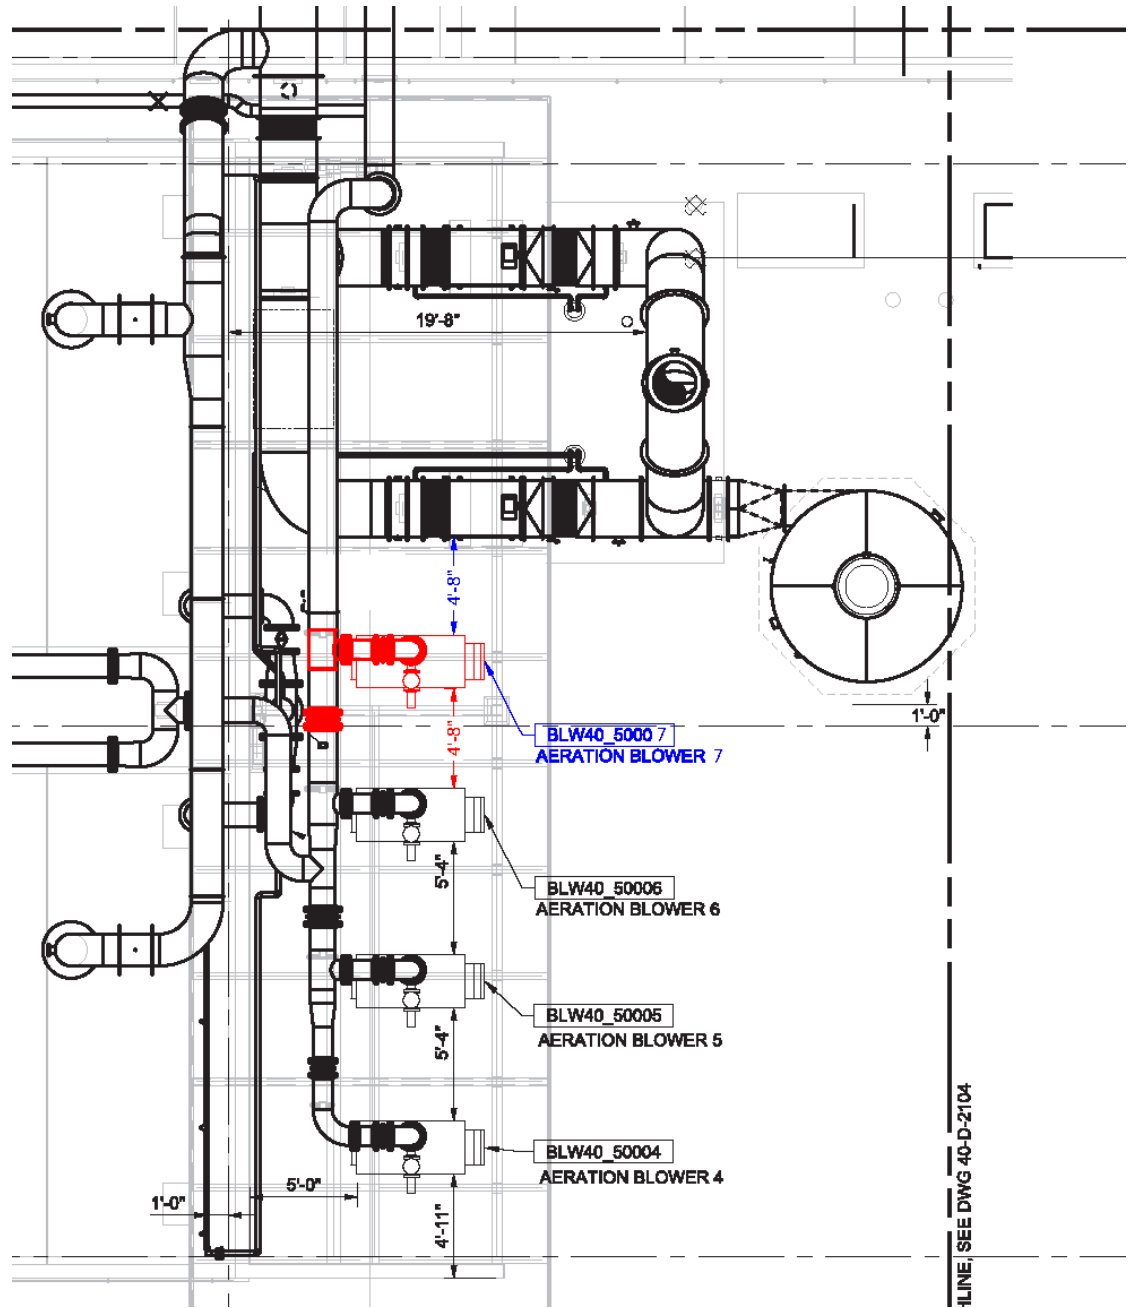 19'-8"
4'-8"
1'-0"
BLW40_5000 7
AERATION BLOWER 7
4'-8"
5'-4"
BLW40_50006
AERATION BLOWER 6
BLW40_50005
AERATION BLOWER 5
5'-4"
BLW40_50004
AERATION BLOWER 4
5'-0"
1'-0"
4'-11"
HLINE, SEE DWG 40-D-2104